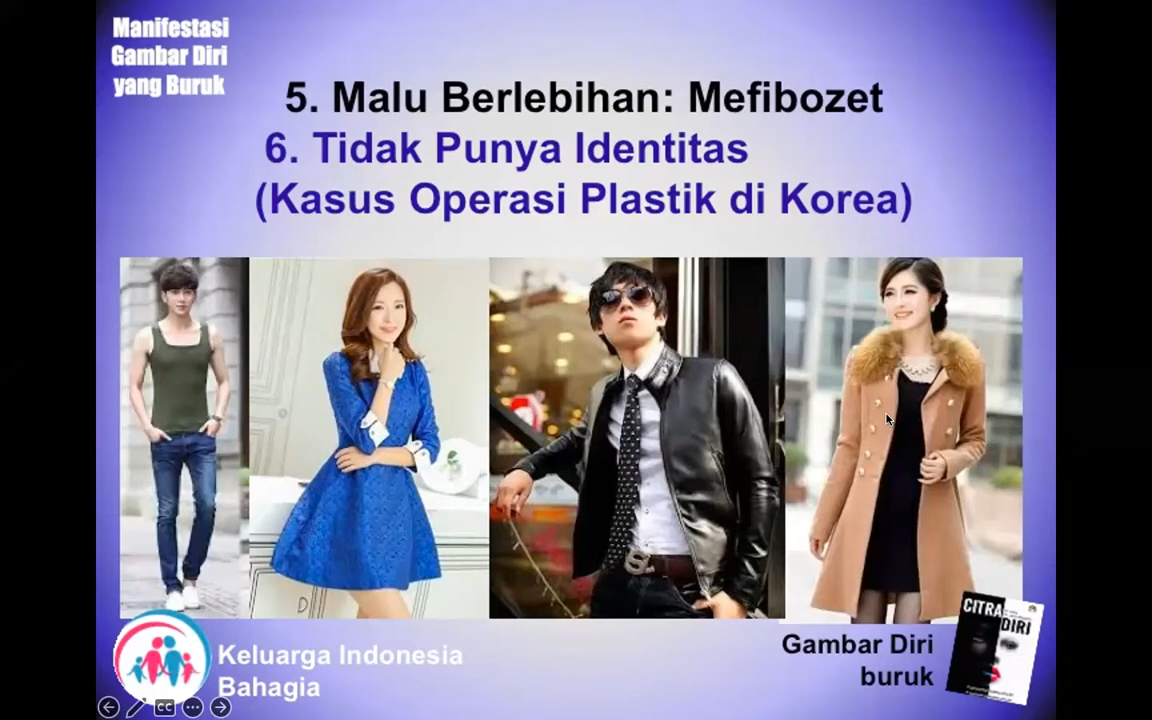 Manifestasi
Gambar Diri
yang Buruk
5. Malu Berlebihan: Mefibozet
6. Tidak Punya Identitas
(Kasus Operasi Plastik di Korea)
Keluarga Indonesia
Bahagia
Gambar Diri
buruk
CITRA
DIRI
CC